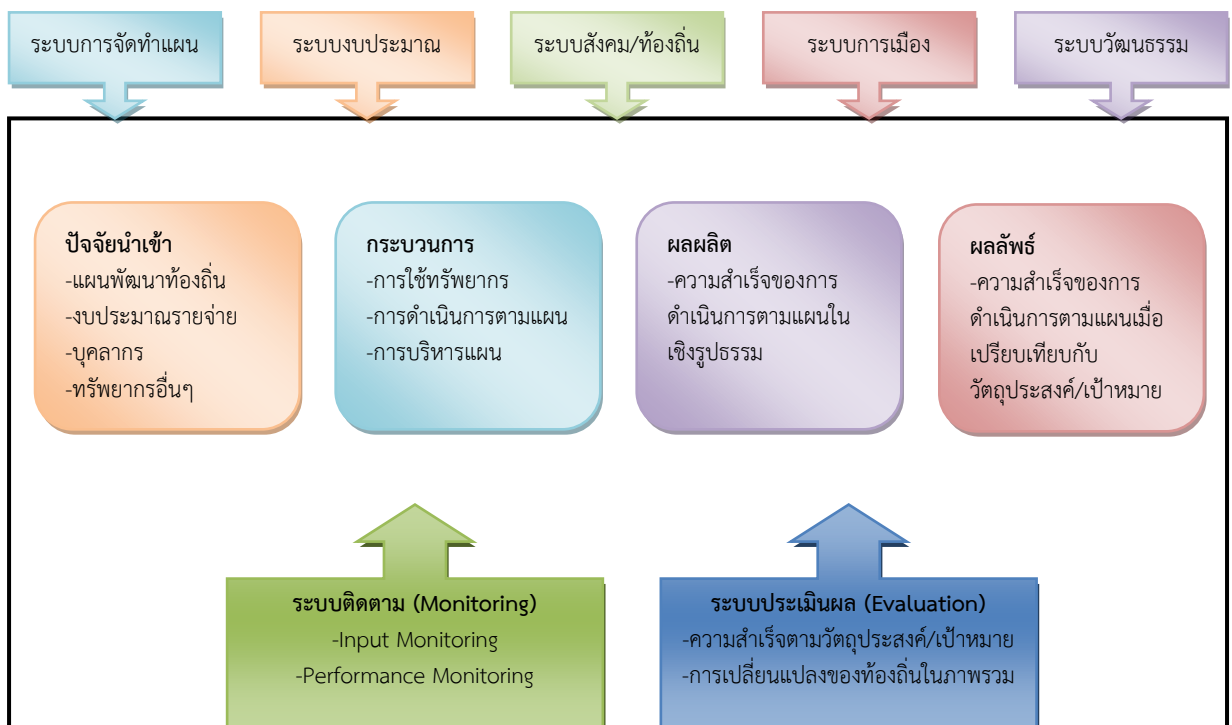 ระบบการจัดทำแผน
ระบบงบประมาณ
ระบบสังคม/ท้องถิ่น
ระบบการเมือง
ระบบวัฒนธรรม
ปัจจัยนำเข้า
-แผนพัฒนาท้องถิ่น
-งบประมาณรายจ่าย
-บุคลากร
-ทรัพยากรอื่นๆ
กระบวนการ
-การใช้ทรัพยากร
-การดำเนินการตามแผน
-การบริหารแผน
ผลผลิต
-ความสำเร็จของการ
ดำเนินการตามแผนใน
เชิงรูปธรรม
ผลลัพธ์
-ความสำเร็จของการ
ดำเนินการตามแผนเมื่อ
เปรียบเทียบกับ
วัตถุประสงค์/เป้าหมาย
ระบบติดตาม (Monitoring)
-Input Monitoring
-Performance Monitoring
ระบบประเมินผล (Evaluation)
-ความสำเร็จตามวัตถุประสงค์/เป้าหมาย
-การเปลี่ยนแปลงของท้องถิ่นในภาพรวม